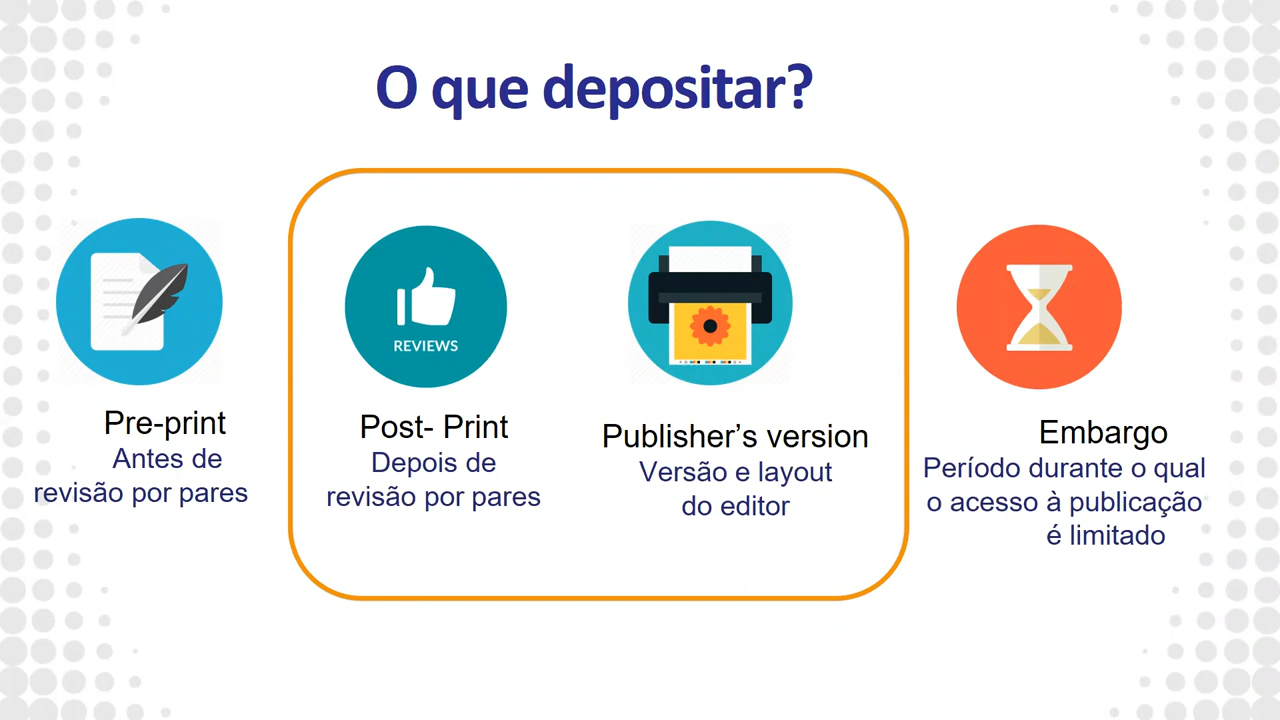 O que depositar?
REVIEWS
Pre-print
Antes de
revisão por pares
Post- Print
Depois de
revisão por pares
Publisher’s version
Versão e layout
do editor
Embargo
Período durante o qual
o acesso à publicação
é limitado